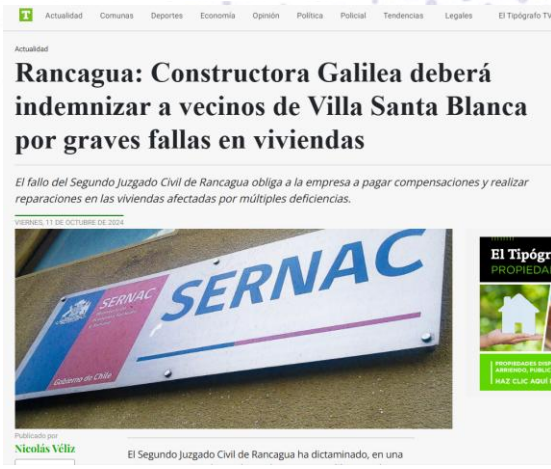 T Actualidad Comunas Deportes Economía Opinión Política Policial Tendencias Legales El Tipógrafo TV
Actualidad
Rancagua: Constructora Galilea deberá
indemnizar a vecinos de Villa Santa Blanca
por graves fallas en viviendas
El fallo del Segundo Juzgado Civil de Rancagua obliga a la empresa a pagar compensaciones y realizar
reparaciones en las viviendas afectadas por múltiples deficiencias.
VIERNES, 11 DE OCTUBRE DE 2024
SERNAC
SERNAC
Gobierno de Chile
El Tipógr
PROPIEDA
PROPIEDADES DISP
ARRIENDO, PUBLIC
HAZ CLIC AQUÍ
Publicado por
Nicolás Véliz
El Segundo Juzgado Civil de Rancagua ha dictaminado, en una